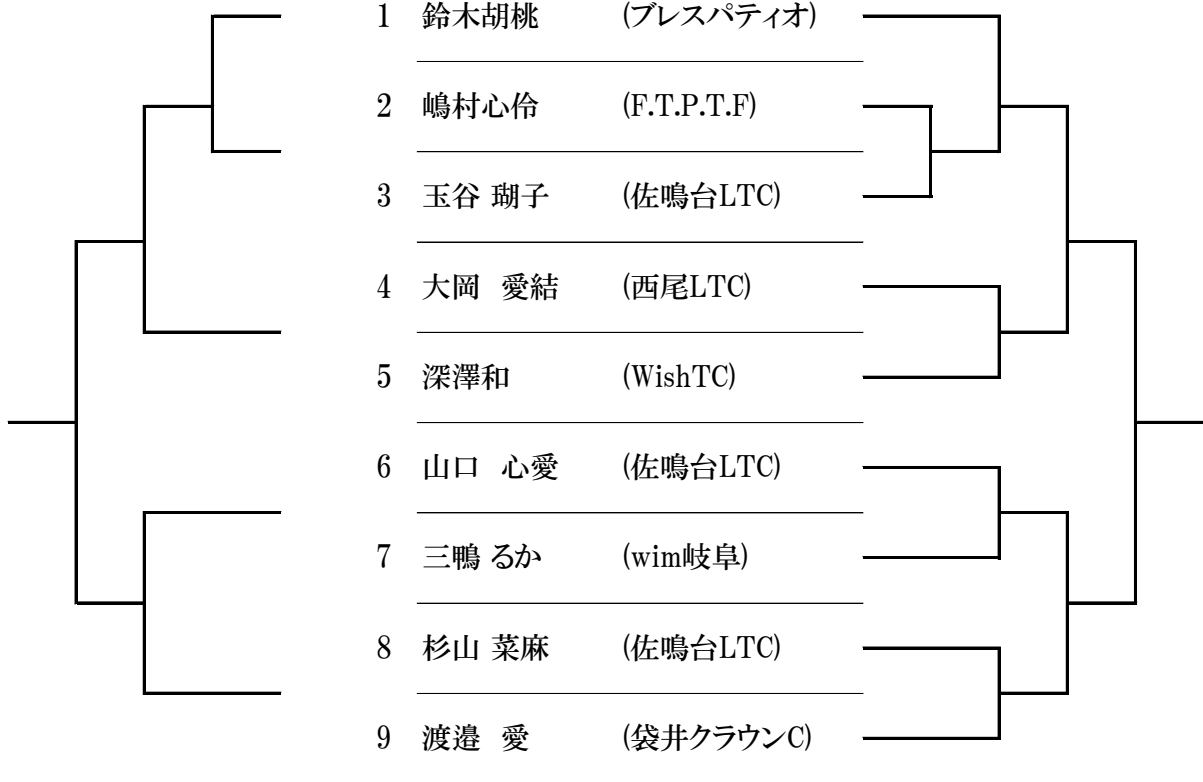 1 鈴木胡桃 (ブレスパティオ)
2 嶋村心伶 (F.T.P.T.F)
3 玉谷 瑚子 (佐鳴台LTC)
4 大岡 愛結 (西尾LTC)
5 深澤和 (WishTC)
6 山口 心愛 (佐鳴台LTC)
7 三鴨 るか (wim岐阜)
8 杉山 菜麻 (佐鳴台LTC)
9 渡邉 愛 (袋井クラウンC)